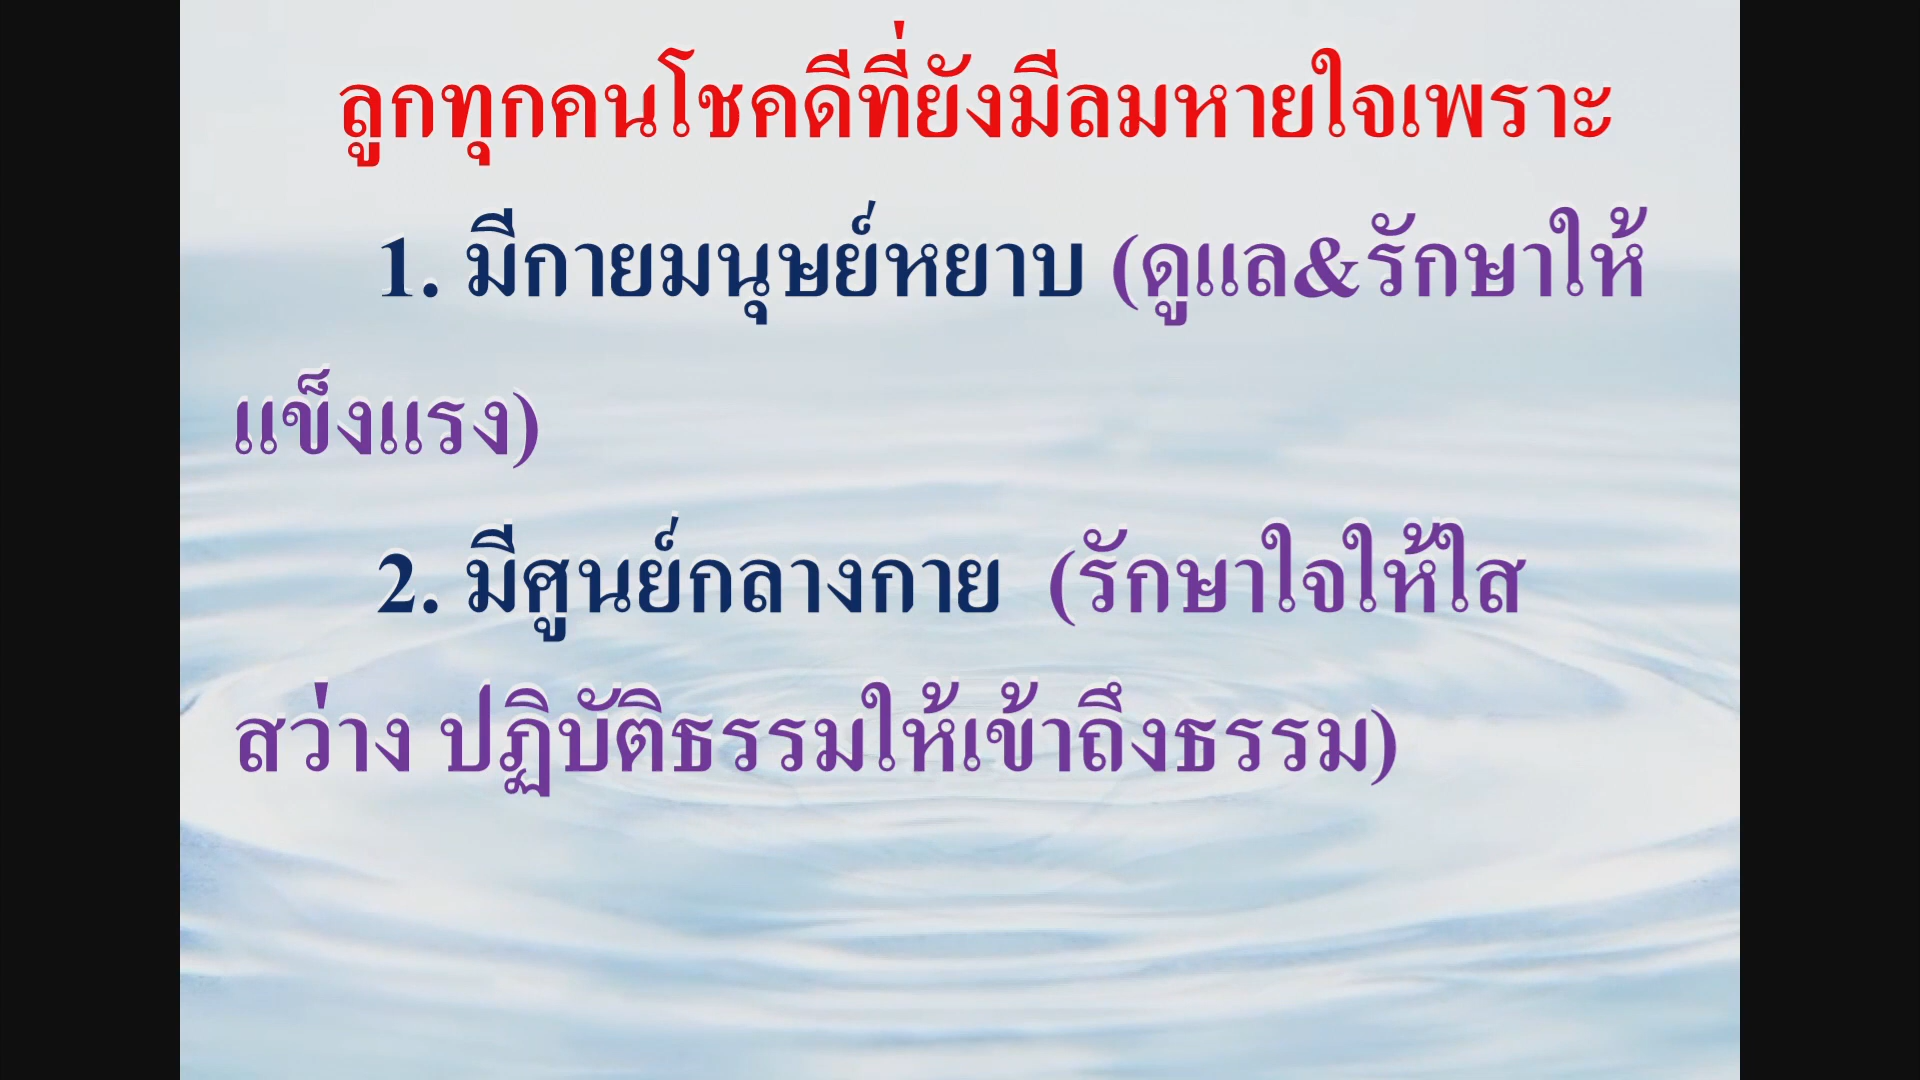 ลูกทุกคนโชคดีที่ยังมีลมหายใจเพราะ
1. มีกายมนุษย์หยาบ (ดูแล&รักษาให้
แข็งแรง)
2. มีศูนย์กลางกาย (รักษาใจให้ใส
สว่าง ปฏิบัติธรรมให้เข้าถึงธรรม)